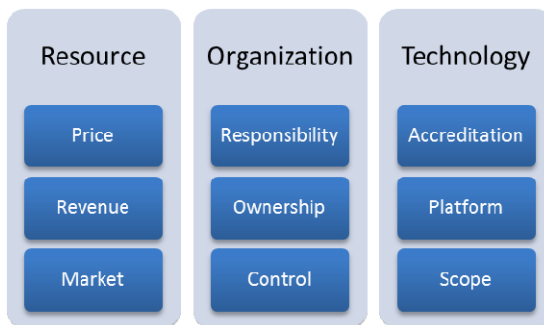 Resource
Price
Revenue
Market
Organization
Responsibility
Ownership
Control
Technology
Accreditation
Platform
Scope